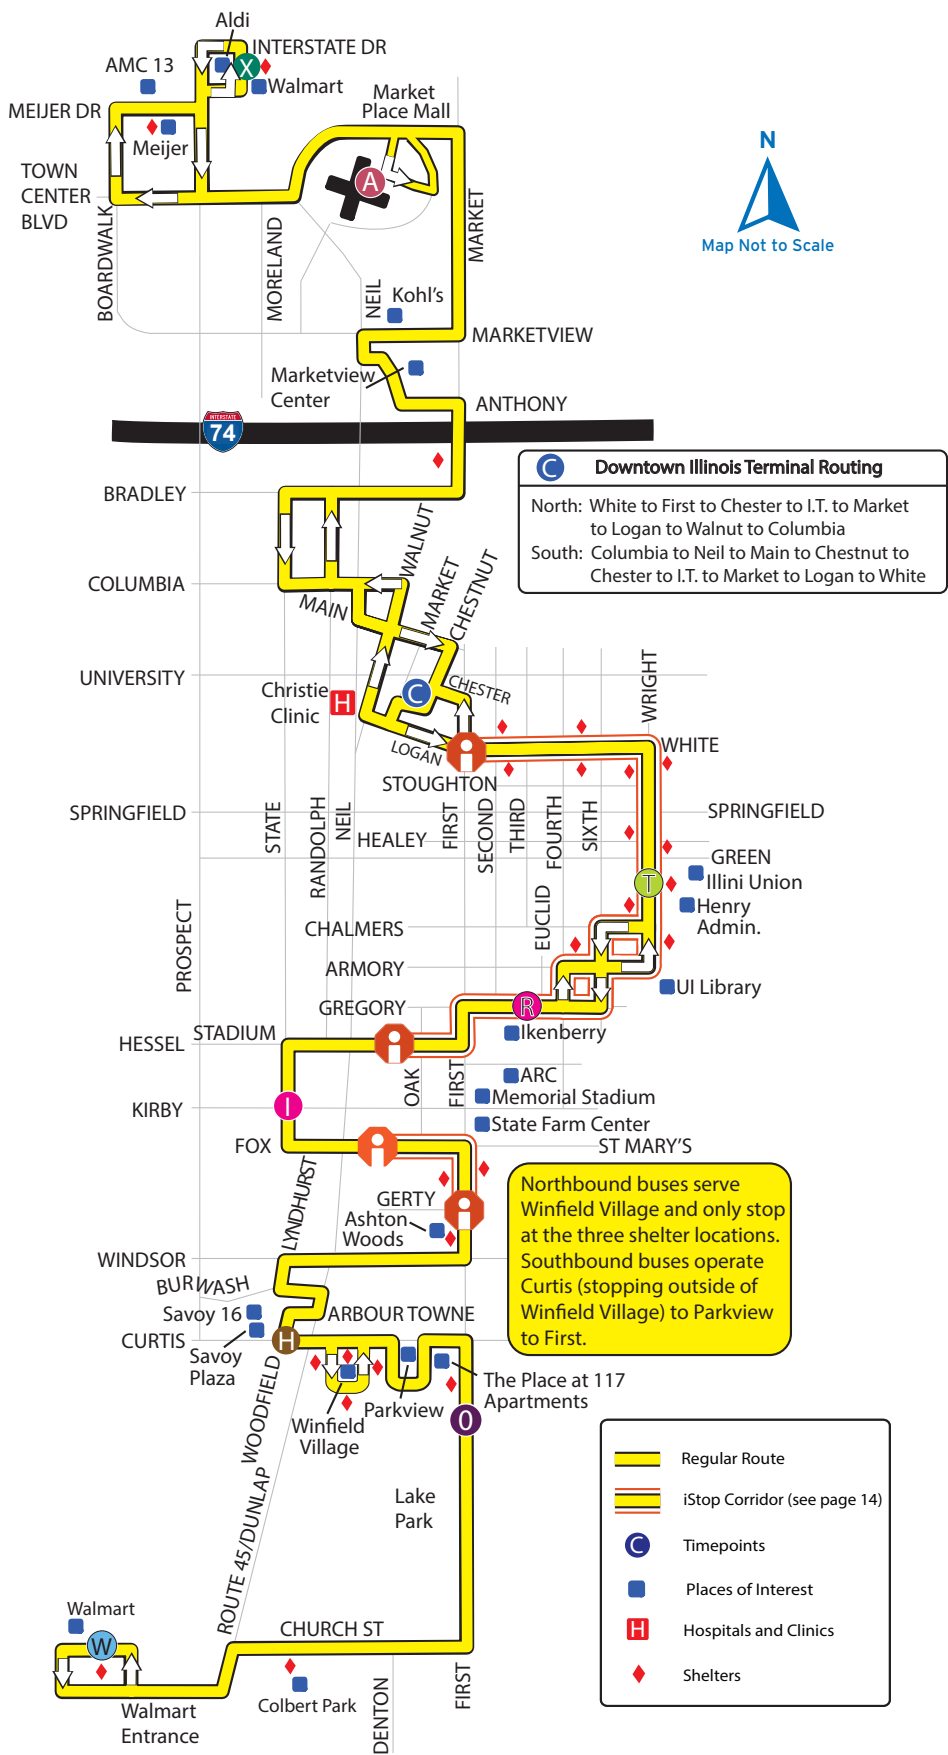 Aldi
INTERSTATE DR
AMC 13
X
Walmart
Market
Place Mall
MEIJER DR
Meijer
N
TOWN
CENTER
BLVD
A
MARKET
Map Not to Scale
BOARDWALK
MORELAND
NEIL
Kohl's
MARKETVIEW
Marketview
Center
ANTHONY
INTERSTATE
74
C
Downtown Illinois Terminal Routing
North: White to First to Chester to I.T. to Market
to Logan to Walnut to Columbia
South: Columbia to Neil to Main to Chestnut to
Chester to I.T. to Market to Logan to White
BRADLEY
WALNUT
MARKET
CHESTNUT
COLUMBIA
MAIN
UNIVERSITY
Christie
Clinic
H
C
CHESTER
WRIGHT
LOGAN
WHITE
STOUGHTON
SPRINGFIELD
STATE
RANDOLPH
NEIL
HEALEY
FIRST
SECOND
THIRD
FOURTH
SIXTH
SPRINGFIELD
GREEN
T
Illini Union
Henry
Admin.
PROSPECT
EUCLID
CHALMERS
ARMORY
UI Library
GREGORY
R
Ikenberry
STADIUM
HESSEL
OAK
FIRST
ARC
Memorial Stadium
KIRBY
I
State Farm Center
FOX
ST MARY'S
LYNDHURST
GERTY
Ashton
Woods
Northbound buses serve
Winfield Village and only stop
at the three shelter locations.
Southbound buses operate
Curtis (stopping outside of
Winfield Village) to Parkview
to First.
WINDSOR
BURWASH
Savoy 16
ARBOUR TOWNE
CURTIS
H
Savoy
Plaza
WOODFIELD
Winfield
Village
Parkview
The Place at 117
Apartments
O
ROUTE 45/DUNLAP
Lake
Park
Regular Route
iStop Corridor (see page 14)
C
Timepoints
Places of Interest
H
Hospitals and Clinics
Shelters
Walmart
W
CHURCH ST
Walmart
Entrance
Colbert Park
DENTON
FIRST